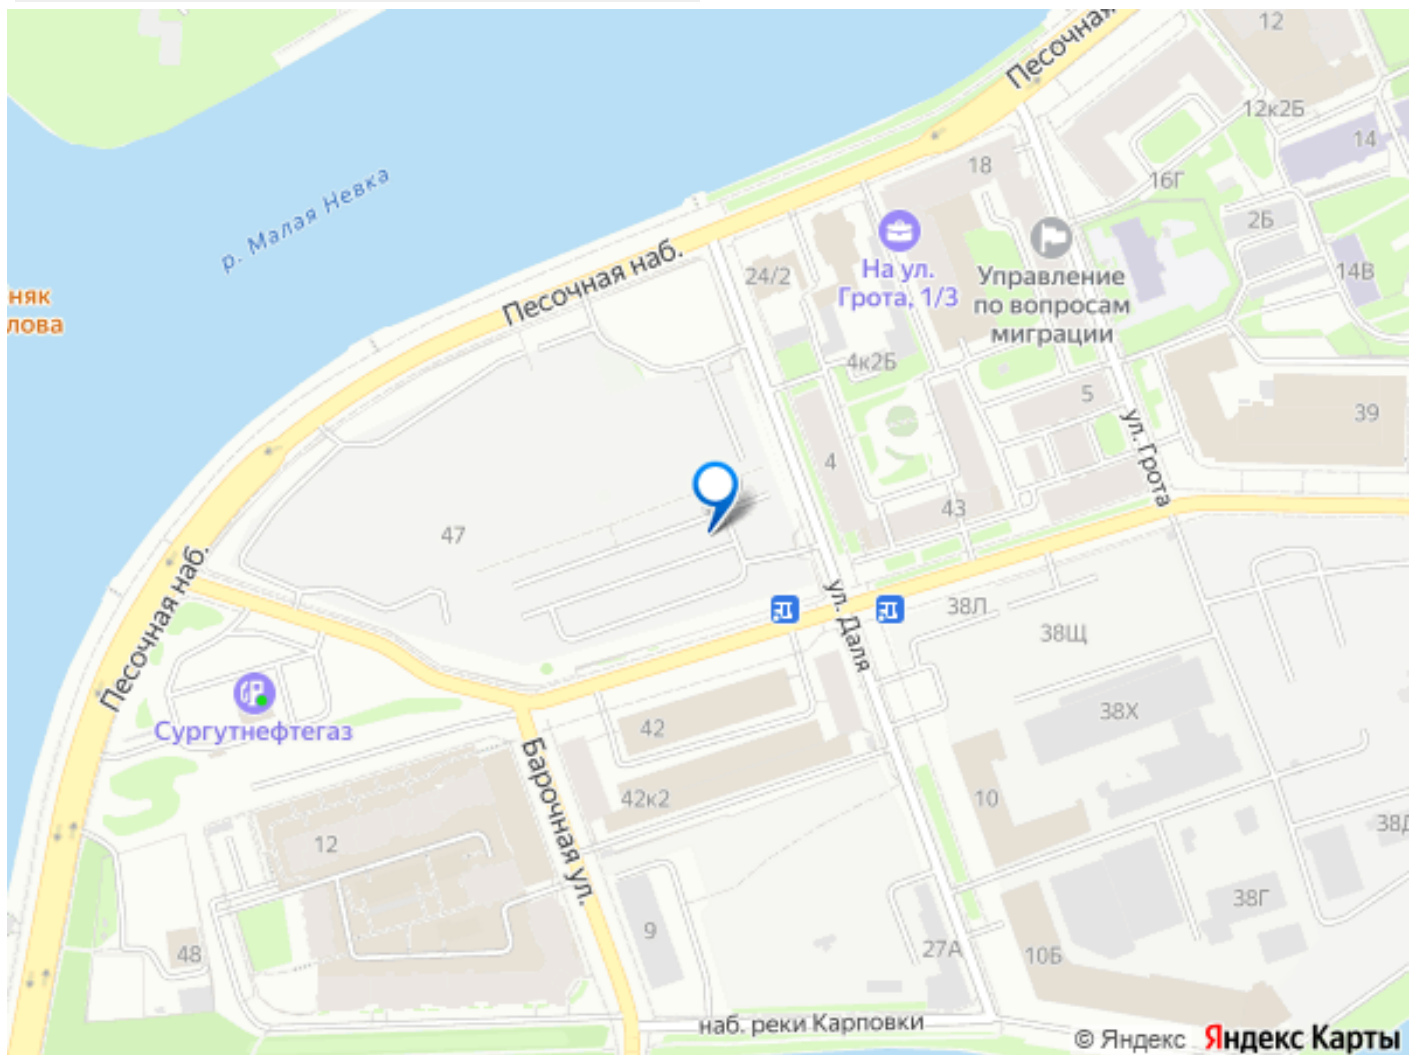 Песочная
12
12к2Б
14
18
16Г
2Б
р. Малая Невка
Песочная наб.
24/2
На ул.
Грота, 1/3
Управление
по вопросам
миграции
14В
няк
лова
4к2Б
5
39
ул. Грота
4
43
47
Песочная наб.
ул. Даля
38Л
38Щ
Сургутнефтегаз
42
38Х
Барочная ул.
42к2
10
12
38Д
38Г
9
48
27А
10Б
наб. реки Карповки
© Яндекс Яндекс Карты